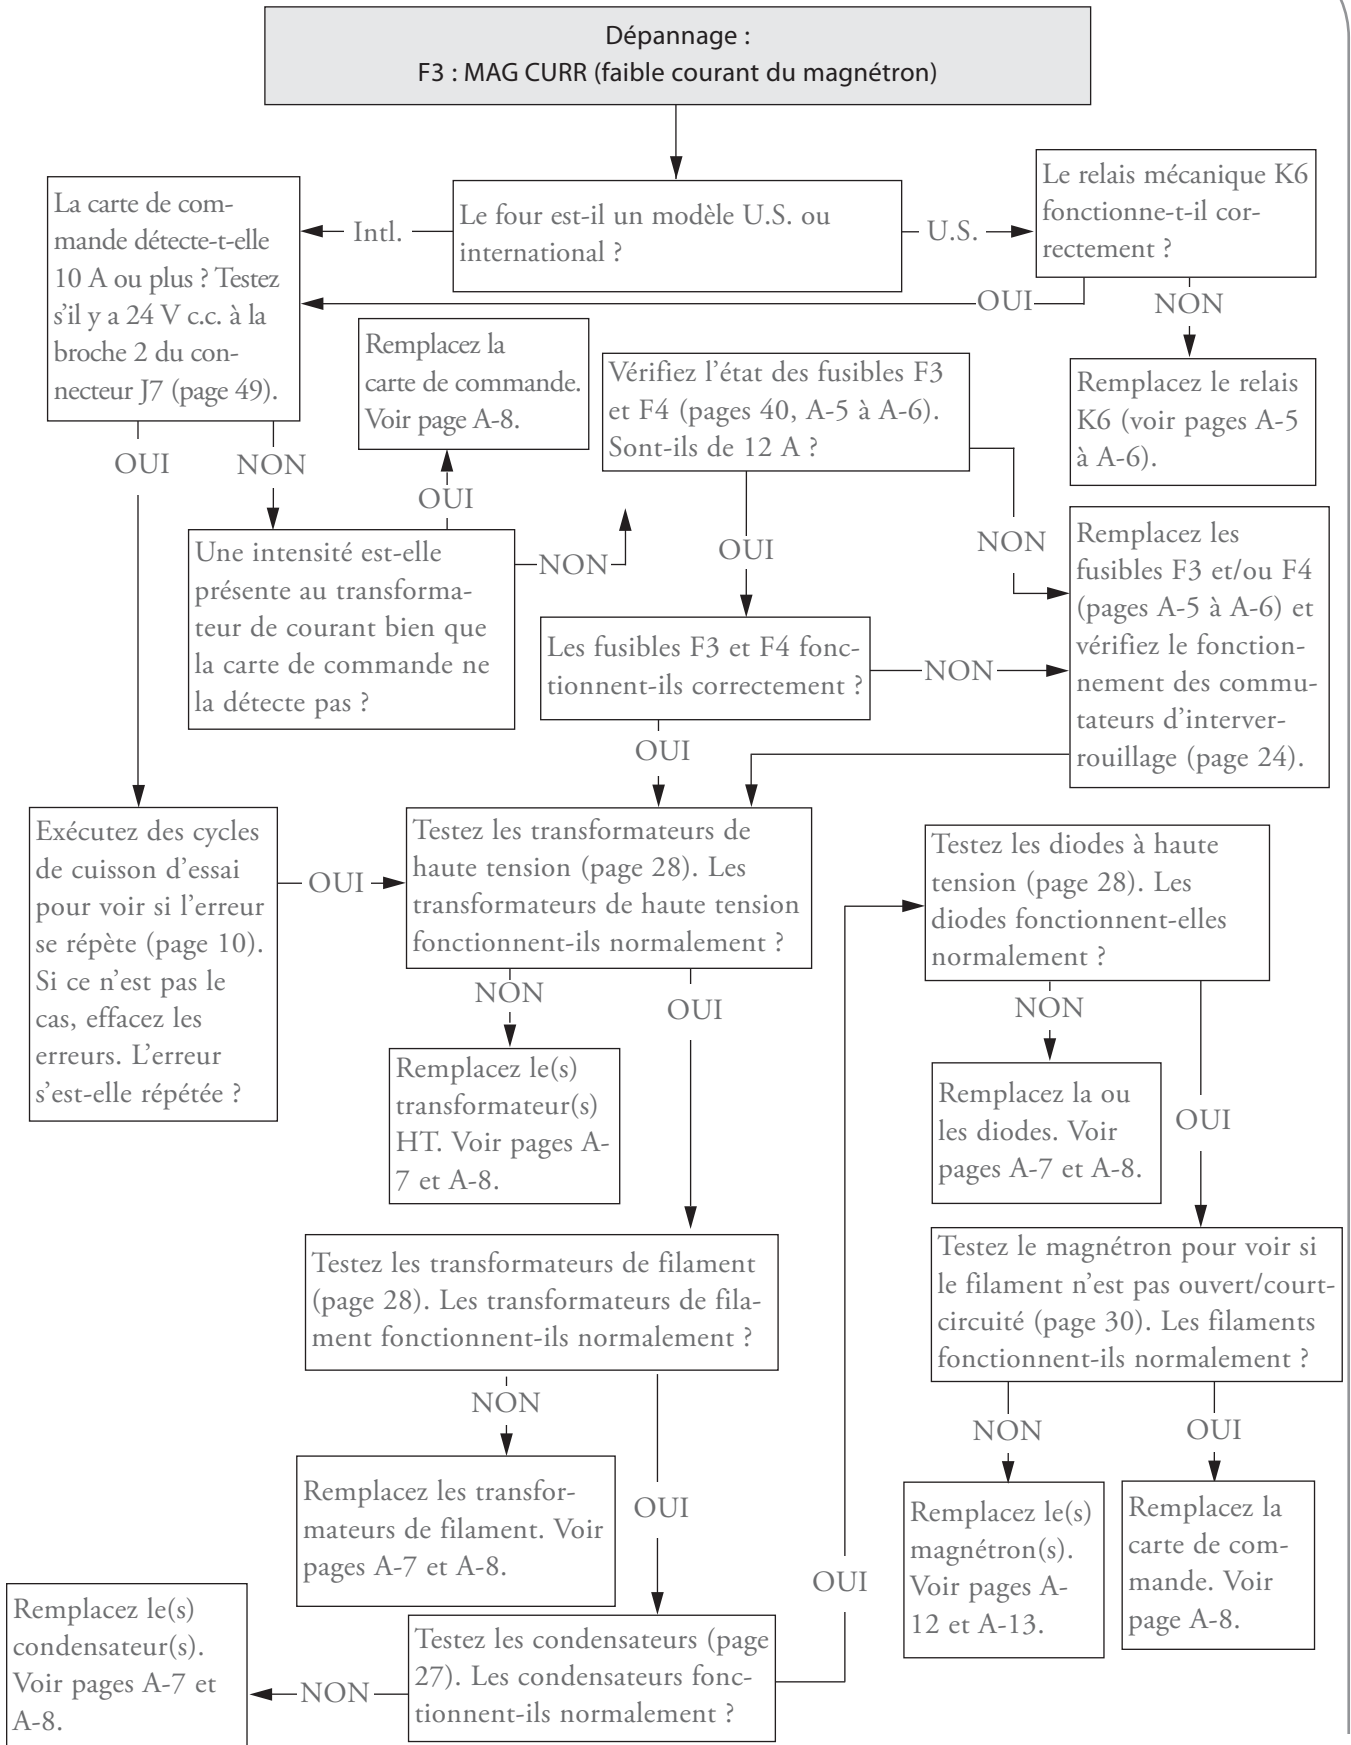 Dépannage :
F3 : MAG CURR (faible courant du magnétron)
Le four est-il un modèle U.S. ou
international ?
Intl.
U.S.
Le relais mécanique K6
fonctionne-t-il cor-
rectement ?
OUI
NON
Remplacez le relais
K6 (voir pages A-5
à A-6).
La carte de com-
mande détecte-t-elle
10 A ou plus ? Testez
s'il y a 24 V c.c. à la
broche 2 du con-
necteur J7 (page 49).
OUI
NON
Remplacez la
carte de commande.
Voir page A-8.
OUI
Une intensité est-elle
présente au transforma-
teur de courant bien que
la carte de commande ne
la détecte pas ?
NON
Vérifiez l’état des fusibles F3
et F4 (pages 40, A-5 à A-6).
Sont-ils de 12 A ?
OUI
NON
Les fusibles F3 et F4 fonc-
tionnent-ils correctement ?
NON
OUI
Remplacez les
fusibles F3 et/ou F4
(pages A-5 à A-6) et
vérifiez le fonction-
nement des commu-
tateurs d'interver-
rouillage (page 24).
Exécutez des cycles
de cuisson d'essai
pour voir si l'erreur
se répète (page 10).
Si ce n'est pas le
cas, effacez les
erreurs. L'erreur
s'est-elle répétée ?
OUI
Testez les transformateurs de
haute tension (page 28). Les
transformateurs de haute tension
fonctionnent-ils normalement ?
NON
OUI
Remplacez le(s)
transformateur(s)
HT. Voir pages A-
7 et A-8.
Testez les transformateurs de filament
(page 28). Les transformateurs de fila-
ment fonctionnent-ils normalement ?
NON
OUI
Remplacez les transfor-
mateurs de filament. Voir
pages A-7 et A-8.
Testez les condensateurs (page
27). Les condensateurs fonc-
tionnent-ils normalement ?
NON
OUI
Remplacez le(s)
condensateur(s).
Voir pages A-7 et
A-8.
Testez les diodes à haute
tension (page 28). Les
diodes fonctionnent-elles
normalement ?
NON
OUI
Remplacez la ou
les diodes. Voir
pages A-7 et A-8.
Testez le magnétron pour voir si
le filament n'est pas ouvert/court-
circuité (page 30). Les filaments
fonctionnent-ils normalement ?
NON
OUI
Remplacez le(s)
magnétron(s).
Voir pages A-
12 et A-13.
Remplacez la
carte de com-
mande. Voir
page A-8.